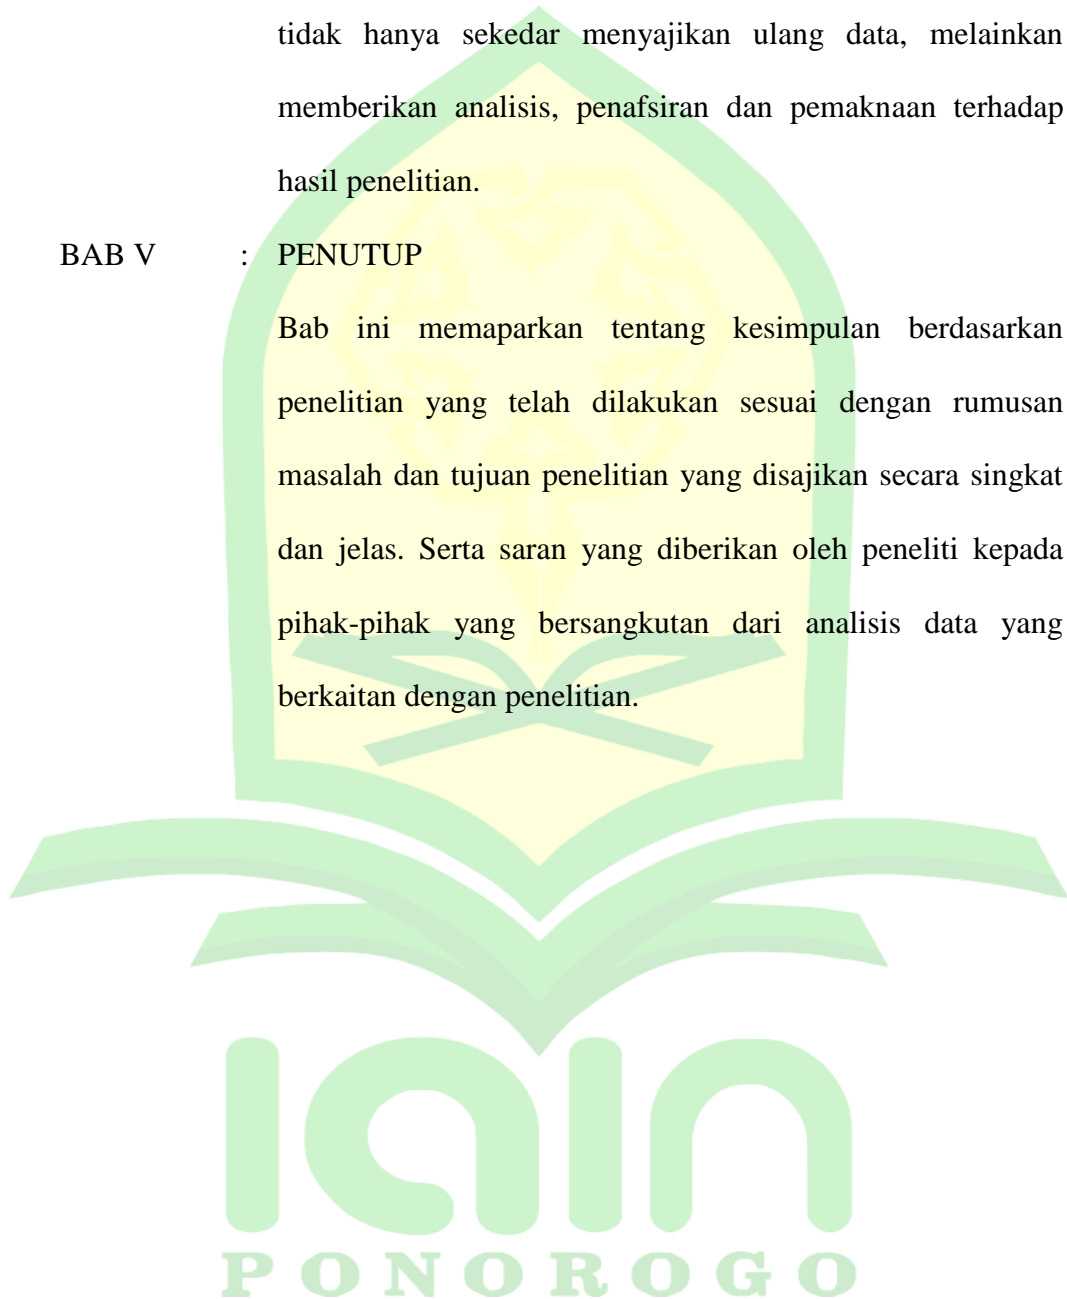 tidak hanya sekedar menyajikan ulang data, melainkan
memberikan analisis, penafsiran dan pemaknaan terhadap
hasil penelitian.
BAB V : PENUTUP
Bab ini memaparkan tentang kesimpulan berdasarkan
penelitian yang telah dilakukan sesuai dengan rumusan
masalah dan tujuan penelitian yang disajikan secara singkat
dan jelas. Serta saran yang diberikan oleh peneliti kepada
pihak-pihak yang bersangkutan dari analisis data yang
berkaitan dengan penelitian.
iain
PONOROGO